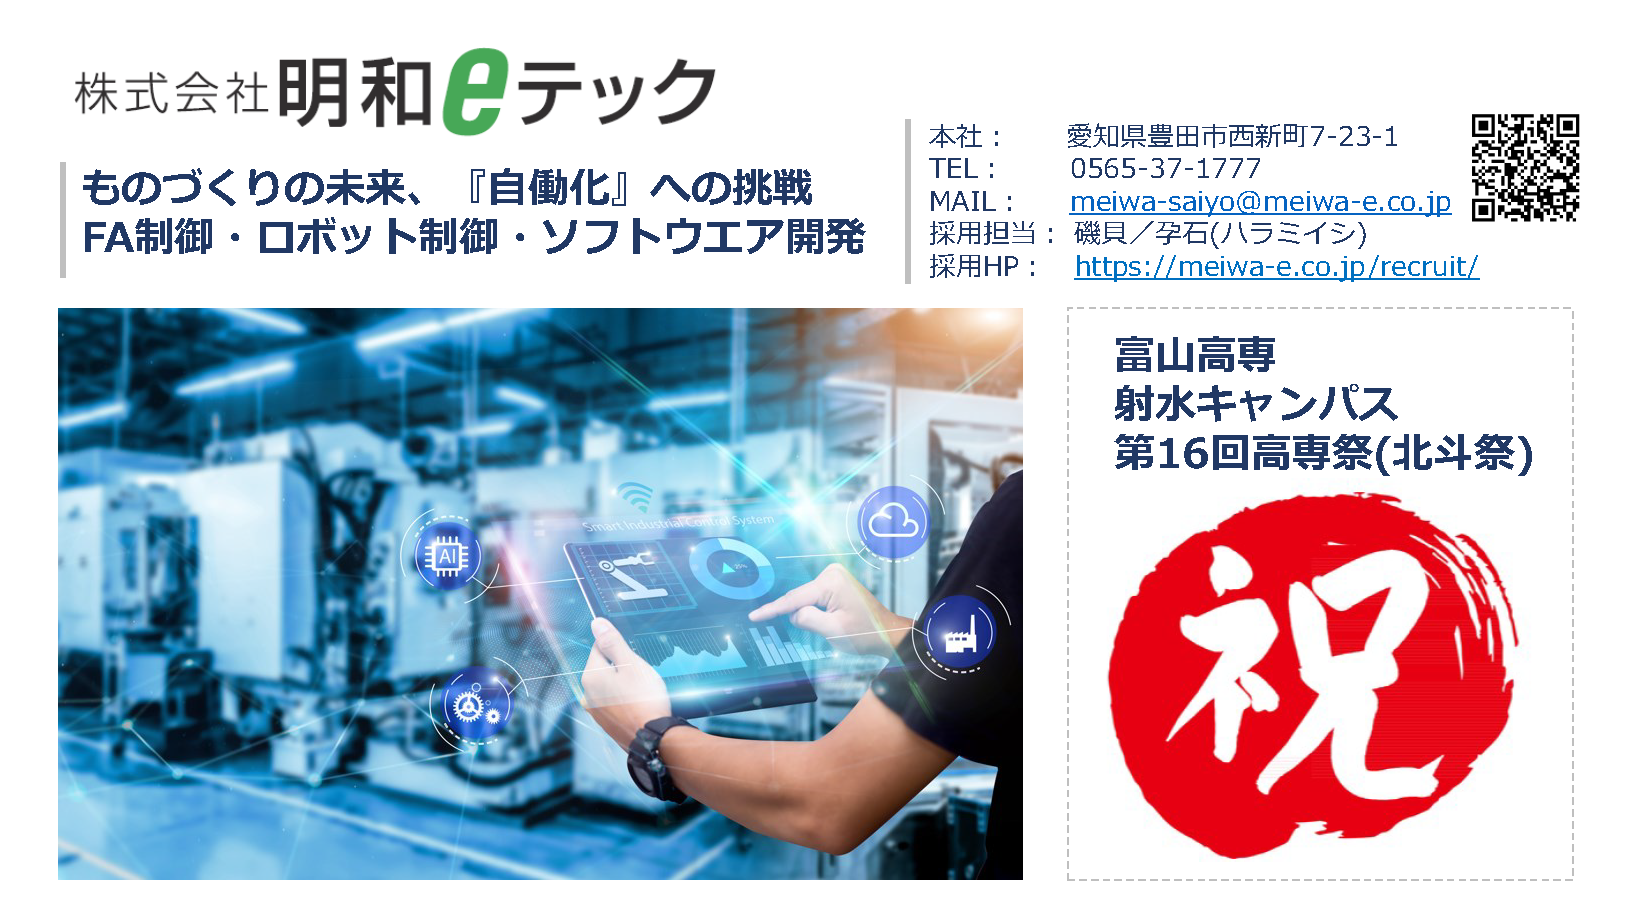 株式会社明和eテック
ものづくりの未来、『自働化』への挑戦
FA制御・ロボット制御・ソフトウエア開発
本社： 愛知県豊田市西新町7-23-1
TEL： 0565-37-1777
MAIL： meiwa-saiyo@meiwa-e.co.jp
採用担当： 磯貝／孕石(ハラミイシ)
採用HP： https://meiwa-e.co.jp/recruit/
富山高専
射水キャンパス
第16回高専祭(北斗祭)
祝
Smart Industrial Control System
AI
25%